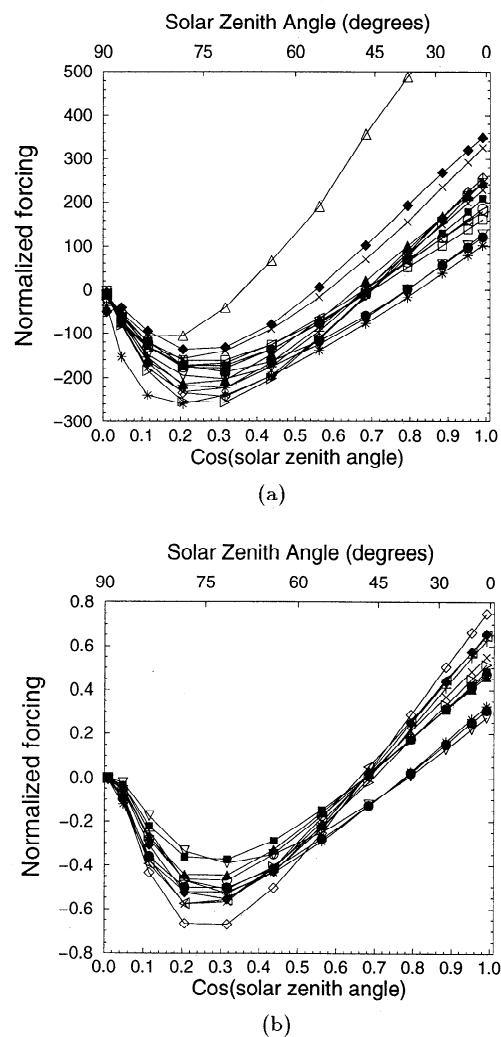 Solar Zenith Angle (degrees)
90 75 60 45 30 0
Normalized forcing
500
400
300
200
100
0
−100
−200
−300
0.0 0.1 0.2 0.3 0.4 0.5 0.6 0.7 0.8 0.9 1.0
Cos(solar zenith angle)
(a)
Solar Zenith Angle (degrees)
90 75 60 45 30 0
Normalized forcing
0.8
0.6
0.4
0.2
0.0
−0.2
−0.4
−0.6
−0.8
0.0 0.1 0.2 0.3 0.4 0.5 0.6 0.7 0.8 0.9 1.0
Cos(solar zenith angle)
(b)